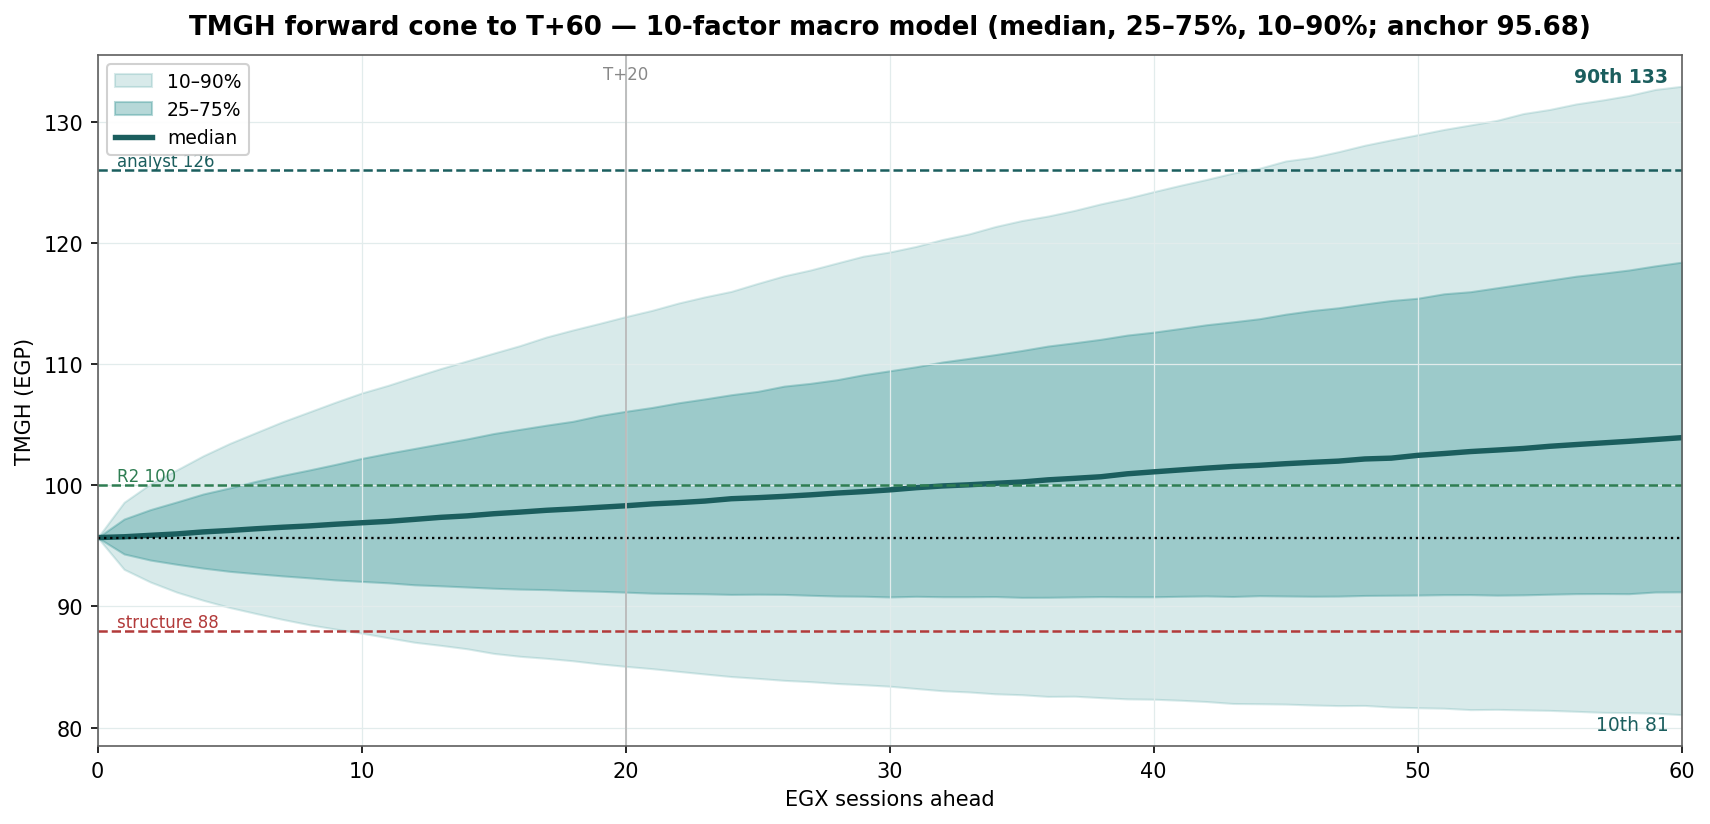 TMGH forward cone to T+60 — 10-factor macro model (median, 25–75%, 10–90%; anchor 95.68)
10–90%
25–75%
median
T+20
90th 133
analyst 126
R2 100
structure 88
10th 81
TMGH (EGP)
130
120
110
100
90
80
0 10 20 30 40 50 60
EGX sessions ahead